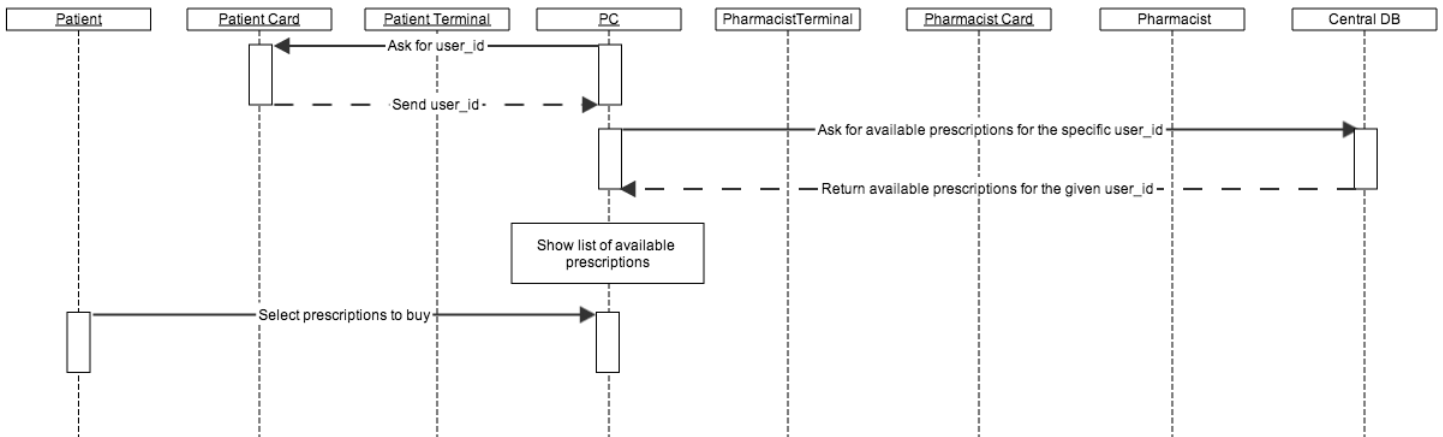 Patient
Patient Card
Patient Terminal
PC
PharmacistTerminal
Pharmacist Card
Pharmacist
Central DB
Ask for user_id
Send user_id
Ask for available prescriptions for the specific user_id
Return available prescriptions for the given user_id
Show list of available
prescriptions
Select prescriptions to buy